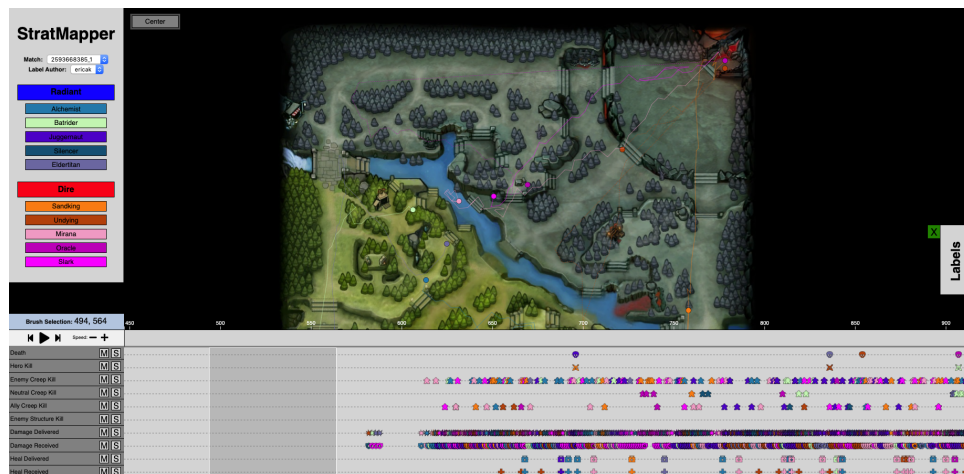 StratMapper
Center
Match: 2593668385_1
Label Author: ericak
Radiant
Alchemist
Batrider
Juggernaut
Silencer
Eldertitan
Dire
Sandking
Undying
Mirana
Oracle
Slark
X
Labels
Brush Selection: 494, 564
450 500 550 600 650 700 750 800 850 900
Speed: − +
Death M S
Hero Kill M S
Enemy Creep Kill M S
Neutral Creep Kill M S
Ally Creep Kill M S
Enemy Structure Kill M S
Damage Delivered M S
Damage Received M S
Heal Delivered M S
Heal Received M S